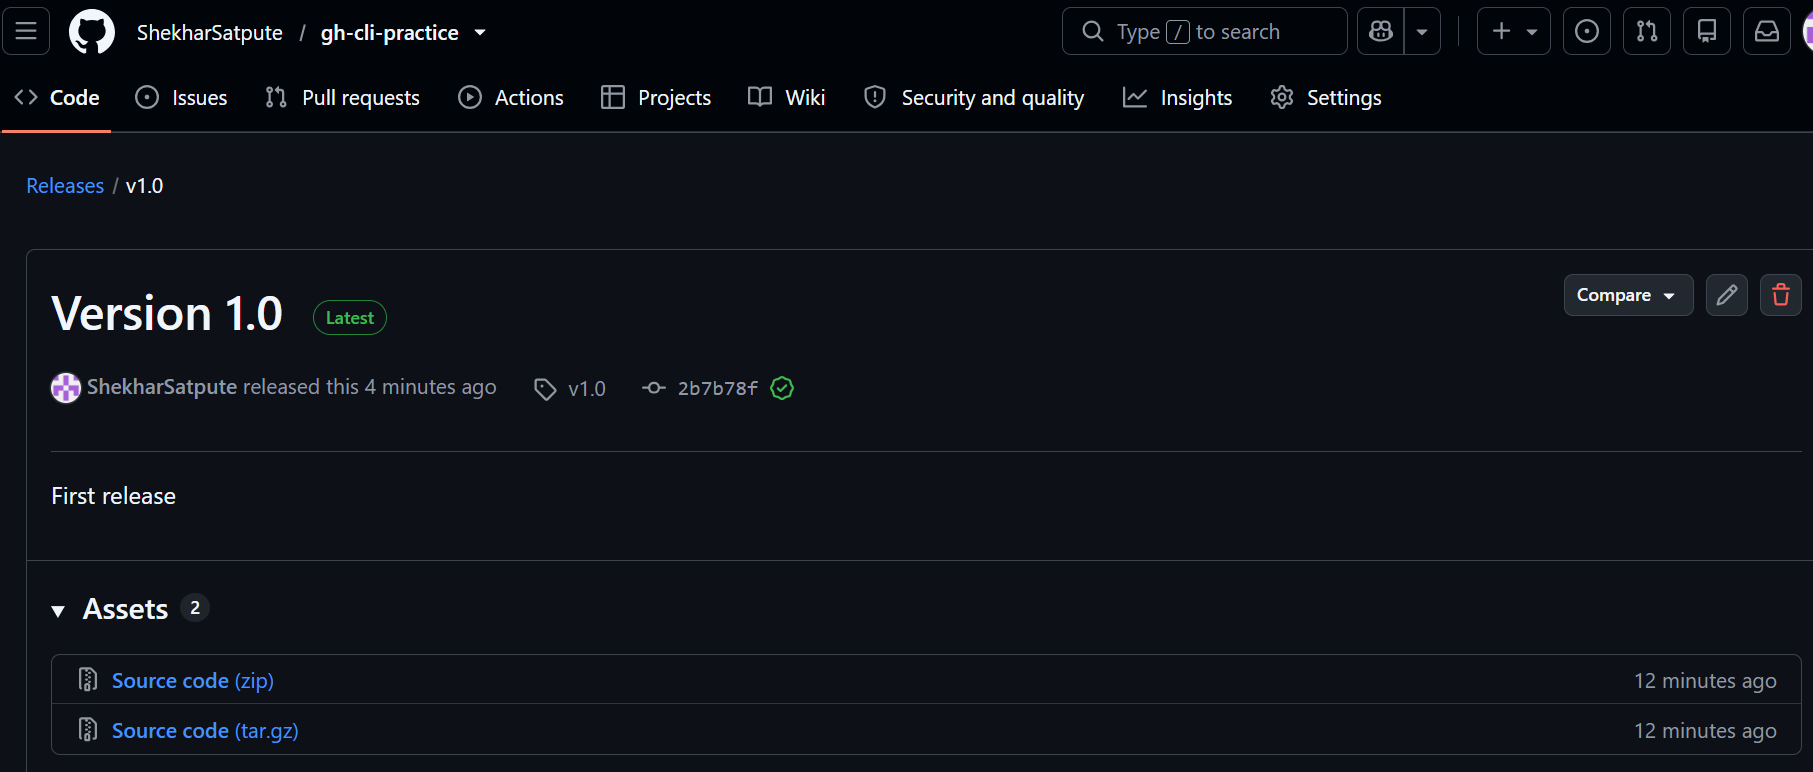 ShekharSatpute / gh-cli-practice
Type / to search
Code Issues Pull requests Actions Projects Wiki Security and quality Insights Settings
Releases / v1.0
Version 1.0 Latest
Compare
ShekharSatpute released this 4 minutes ago v1.0 2b7b78f
First release
Assets 2
Source code (zip) 12 minutes ago
Source code (tar.gz) 12 minutes ago